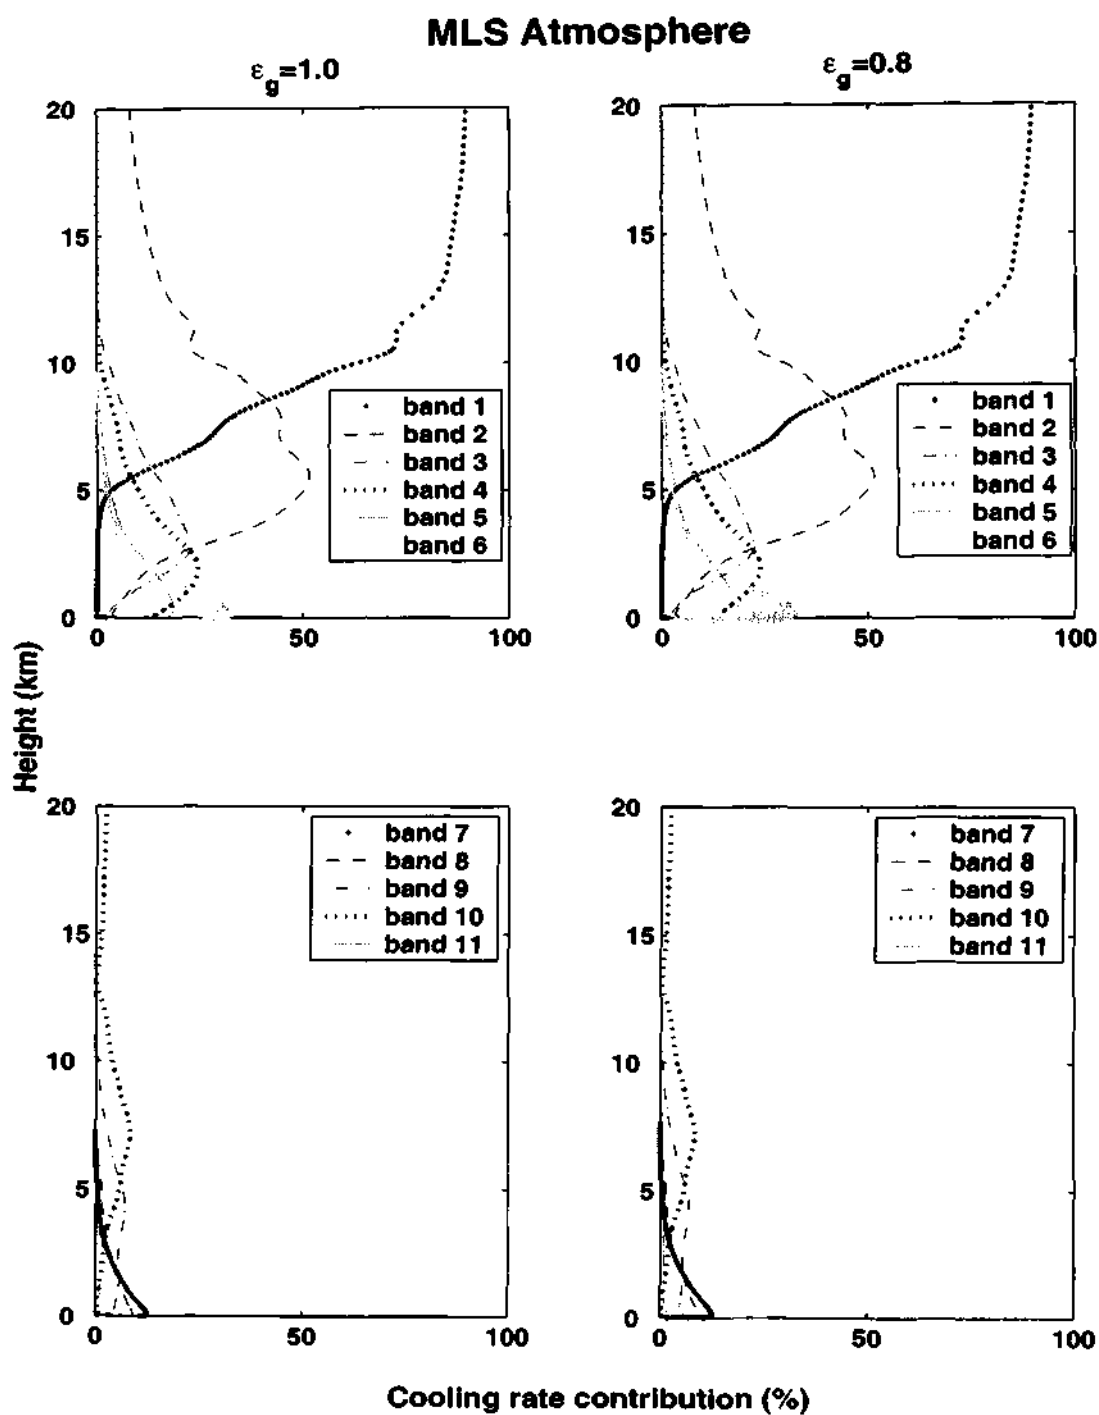 MLS Atmosphere
εg=1.0
εg=0.8
20
15
10
5
0
0
50
100
band 1
band 2
band 3
band 4
band 5
band 6
20
15
10
5
0
0
50
100
band 1
band 2
band 3
band 4
band 5
band 6
Height (km)
20
15
10
5
0
0
50
100
band 7
band 8
band 9
band 10
band 11
20
15
10
5
0
0
50
100
band 7
band 8
band 9
band 10
band 11
Cooling rate contribution (%)